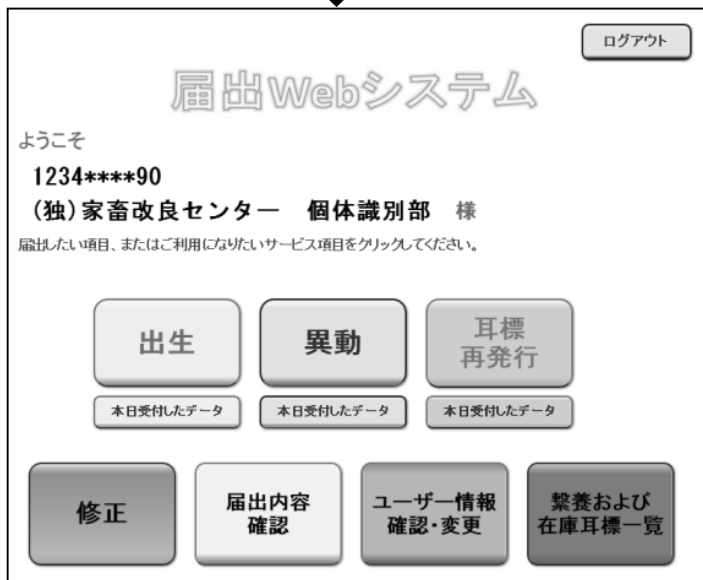 ログアウト
届出Webシステム
ようこそ
1234****90
(独)家畜改良センター 個体識別部 様
届出したい項目、またはご利用になりたいサービス項目をクリックしてください。
出生
異動
耳標
再発行
本日受付したデータ
本日受付したデータ
本日受付したデータ
修正
届出内容
確認
ユーザー情報
確認・変更
繋養および
在庫耳標一覧